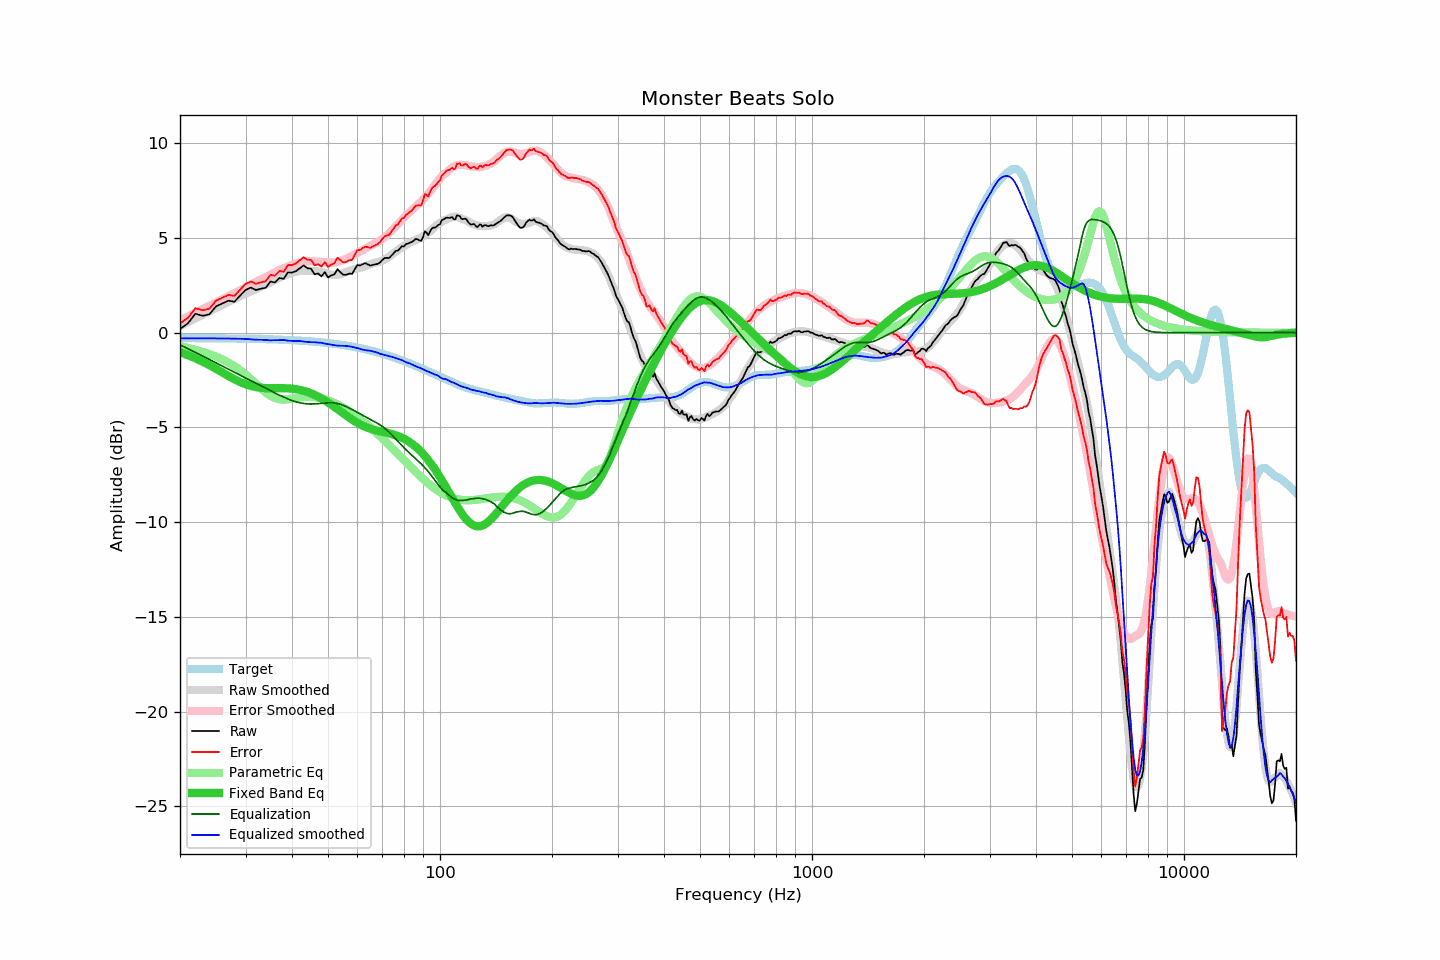 Monster Beats Solo
10
5
0
−5
−10
−15
−20
−25
Amplitude (dBr)
Target
Raw Smoothed
Error Smoothed
Raw
Error
Parametric Eq
Fixed Band Eq
Equalization
Equalized smoothed
100 1000 10000
Frequency (Hz)